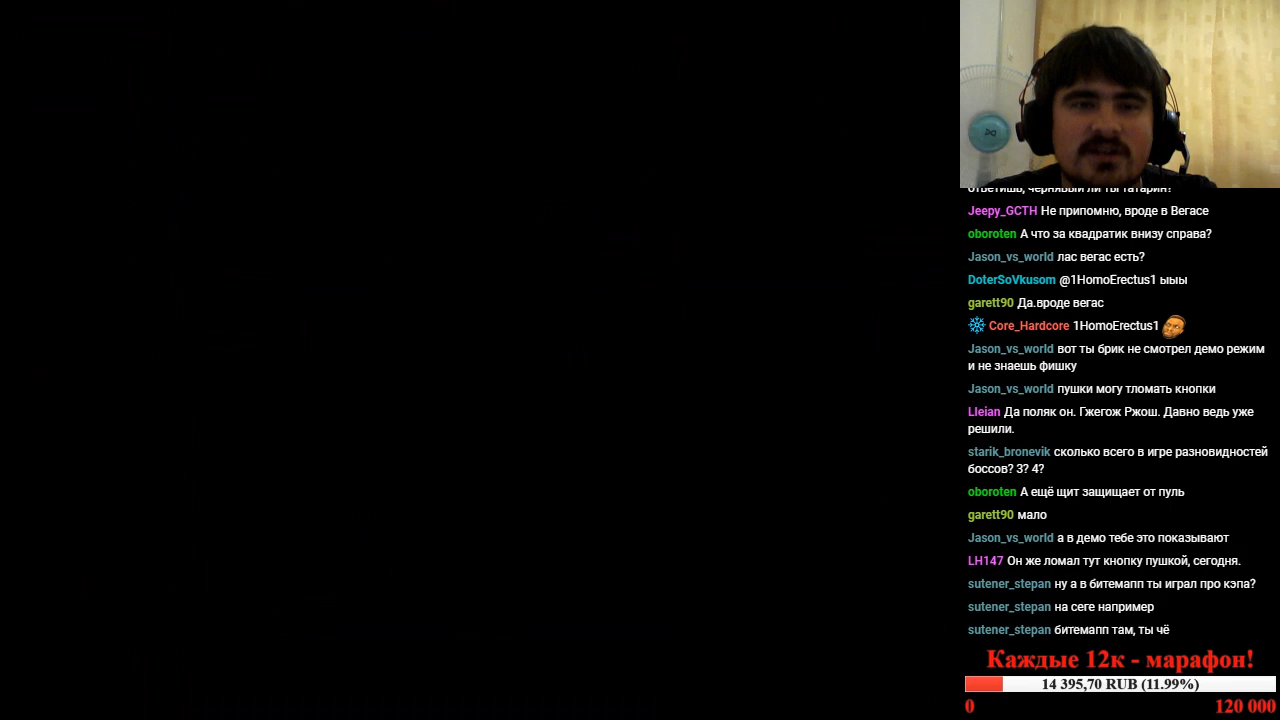 ответишь, чернявый ли ты татарин?
Jeepy_GCTH Не припомню, вроде в Вегасе
oboroten А что за квадратик внизу справа?
Jason_vs_world лас вегас есть?
DoterSoVkusom @1HomoErectus1 ыыы
garett90 Да.вроде вегас
Core_Hardcore 1HomoErectus1
Jason_vs_world вот ты брик не смотрел демо режим
и не знаешь фишку
Jason_vs_world пушки могу тломать кнопки
Lleian Да поляк он. Гжегож Ржош. Давно ведь уже
решили.
starik_bronevik сколько всего в игре разновидностей
боссов? 3? 4?
oboroten А ещё щит защищает от пуль
garett90 мало
Jason_vs_world а в демо тебе это показывают
LH147 Он же ломал тут кнопку пушкой, сегодня.
sutener_stepan ну а в битемапп ты играл про кэпа?
sutener_stepan на сеге например
sutener_stepan битемапп там, ты чё
Каждые 12к - марафон!
14 395,70 RUB (11.99%)
0 120 000